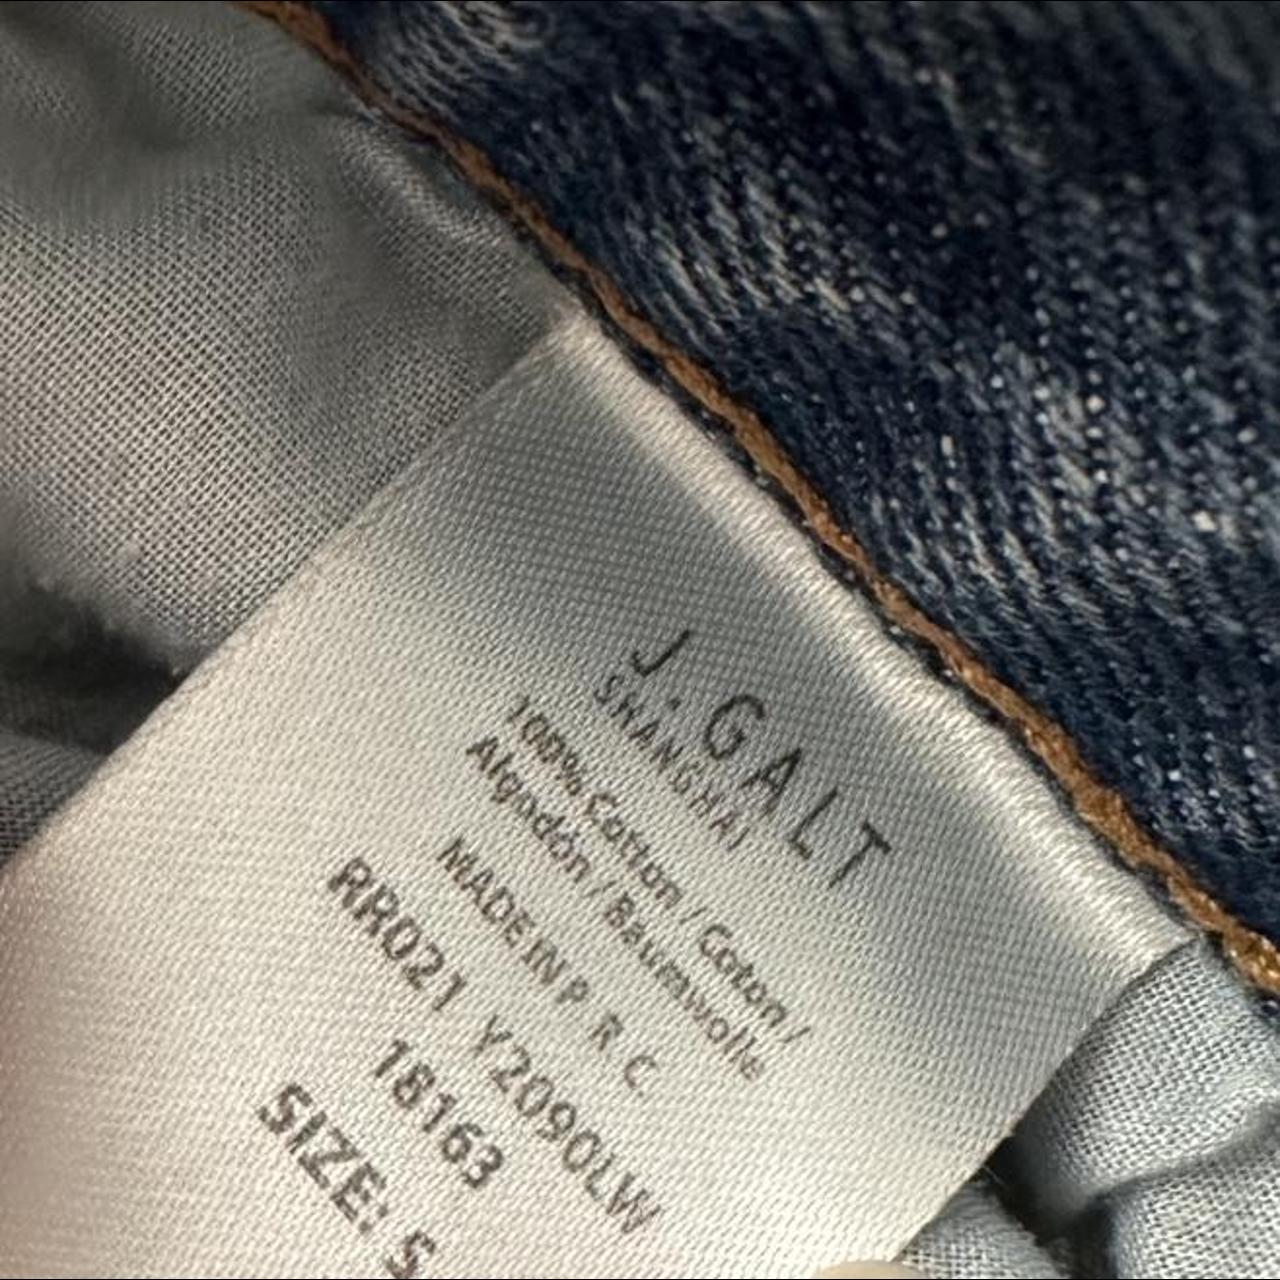 J.GALT
SHANGHAI
100% Cotton / Coton /
Algodón / Baumwolle
MADE IN P R C
RR021 Y2090LW
18163
SIZE: S